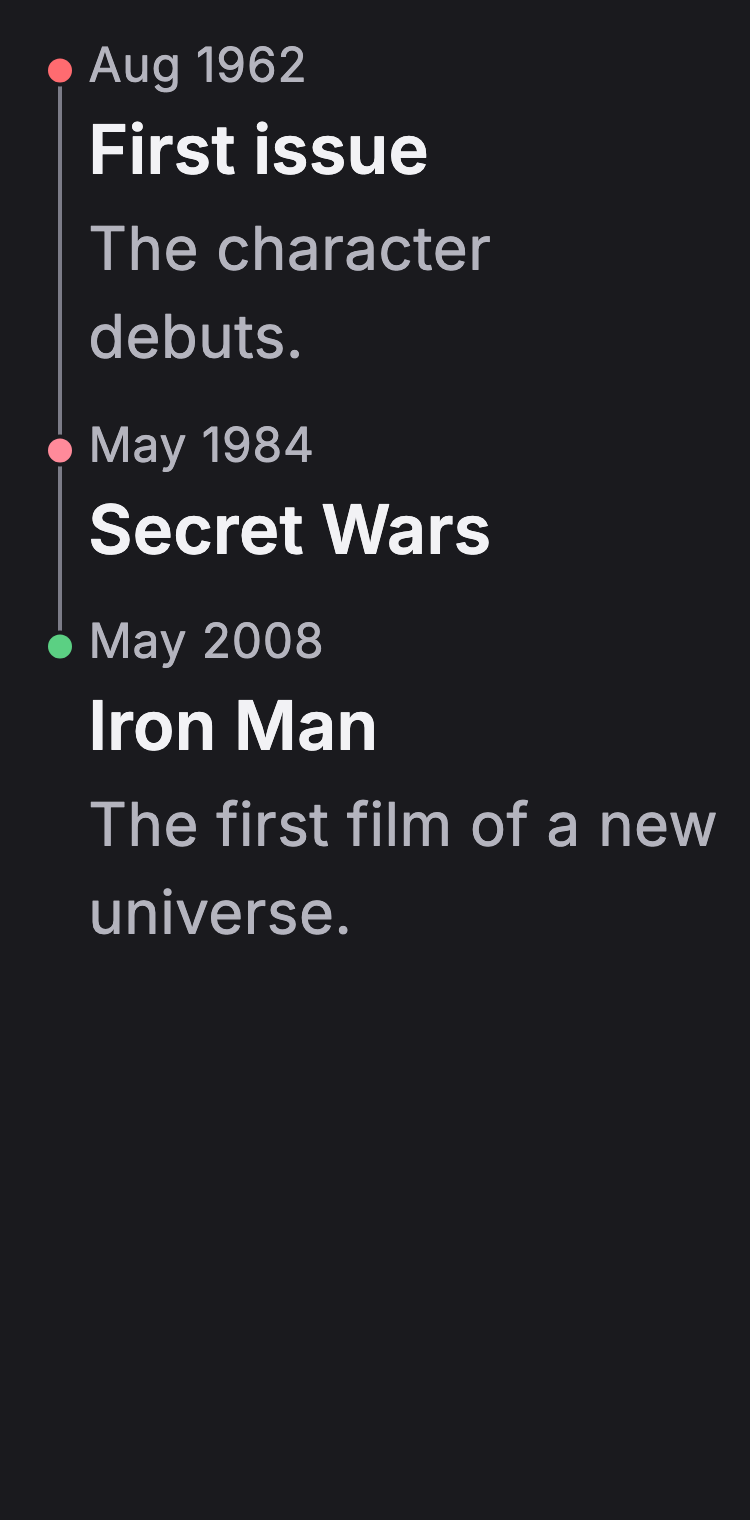 Aug 1962
First issue
The character
debuts.
May 1984
Secret Wars
May 2008
Iron Man
The first film of a new
universe.